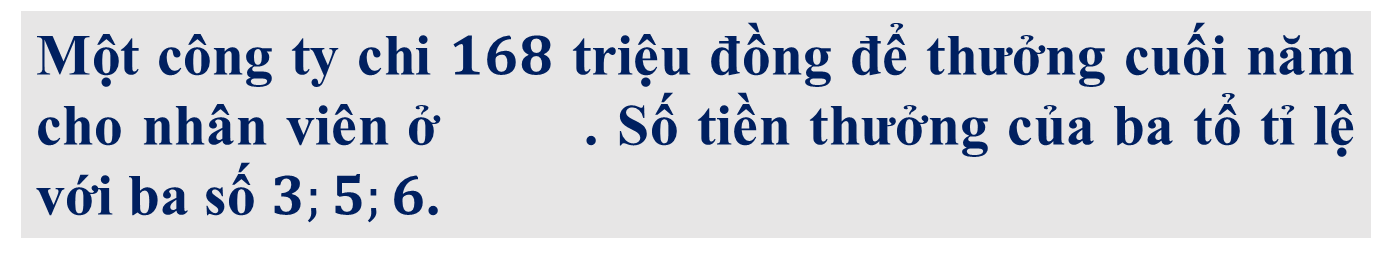 Một công ty chi 168 triệu đồng để thưởng cuối năm
cho nhân viên ở . Số tiền thưởng của ba tổ tỉ lệ
với ba số 3; 5; 6.